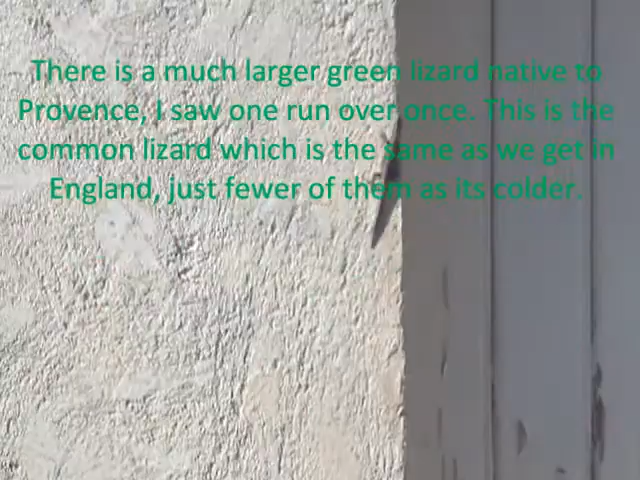 There is a much larger green lizard native to
Provence, I saw one run over once. This is the
common lizard which is the same as we get in
England, just fewer of them as its colder.